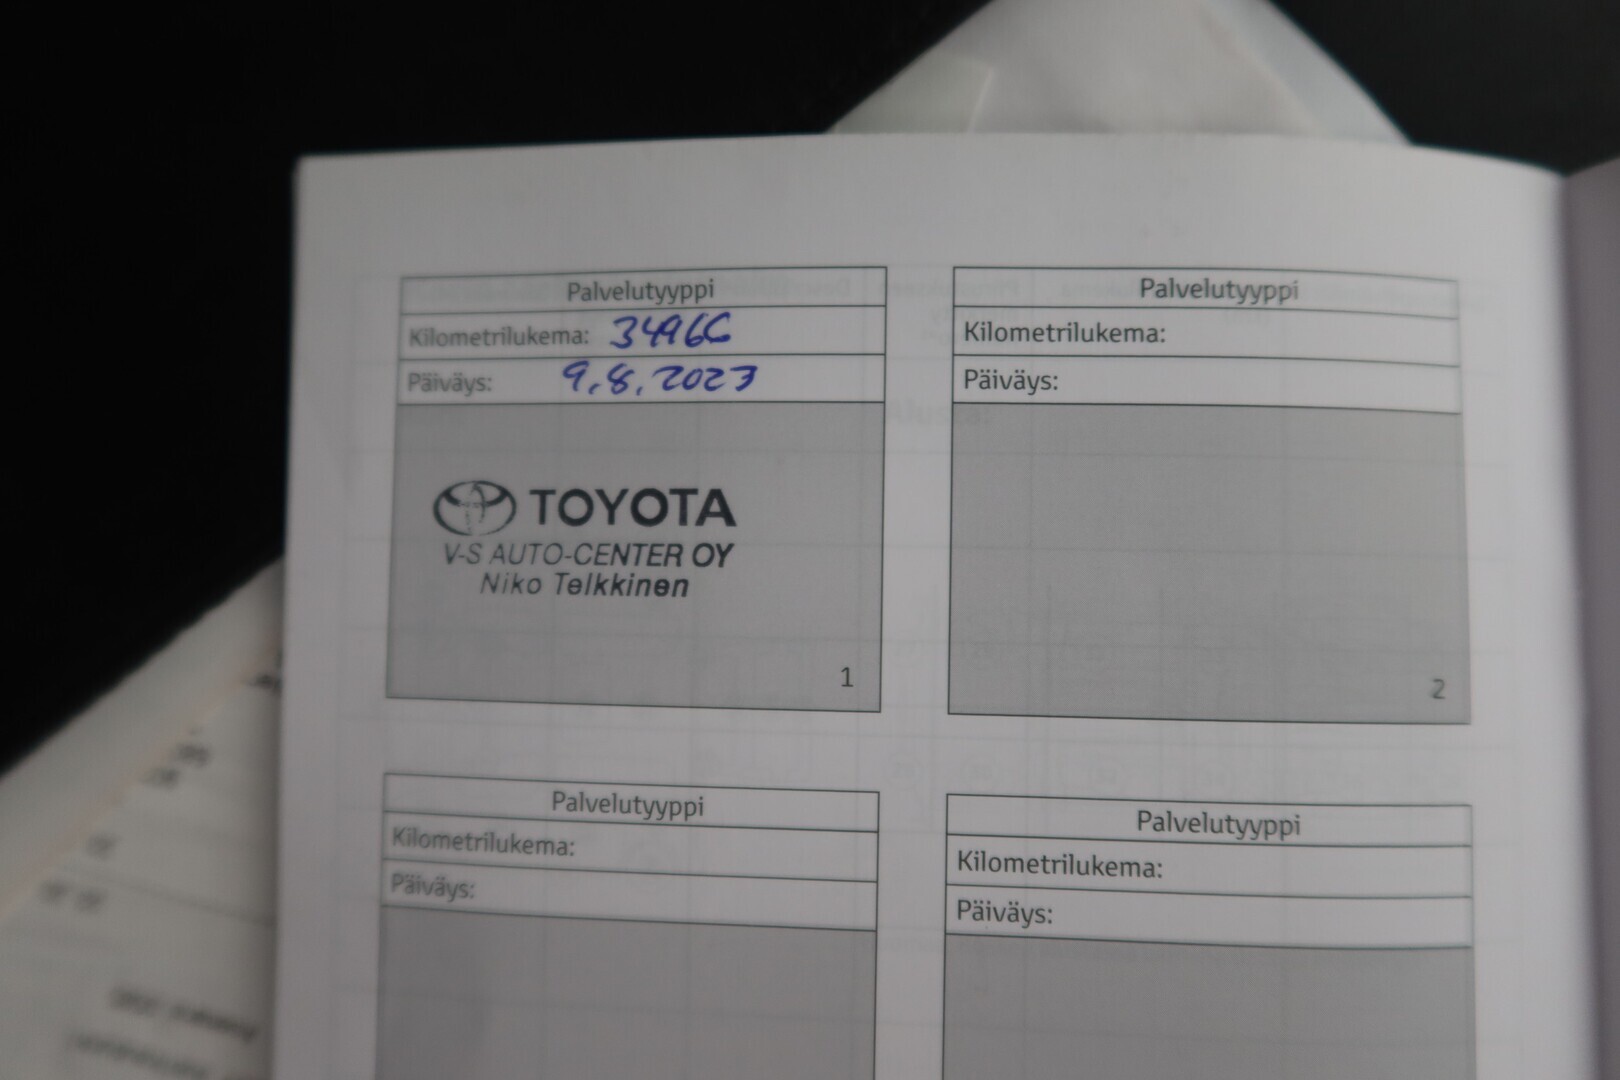 Palvelutyyppi
Kilometrilukema: 34966
Päiväys: 9.8.2023
TOYOTA
V-S AUTO-CENTER OY
Niko Telkkinen
1
Palvelutyyppi
Kilometrilukema:
Päiväys:
2
Palvelutyyppi
Kilometrilukema:
Päiväys:
Palvelutyyppi
Kilometrilukema:
Päiväys: